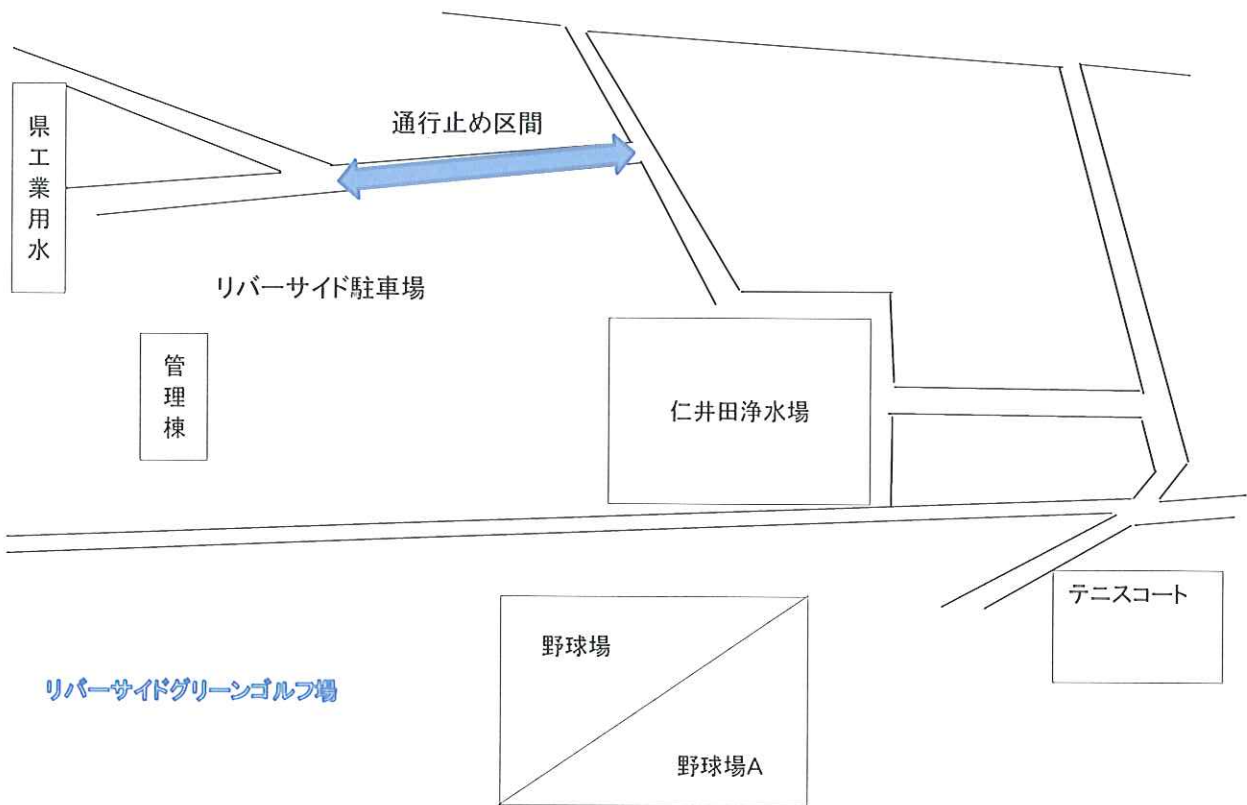 通行止め区間
県工業用水
リバーサイド駐車場
管理棟
仁井田浄水場
テニスコート
野球場
リバーサイドグリーンゴルフ場
野球場A